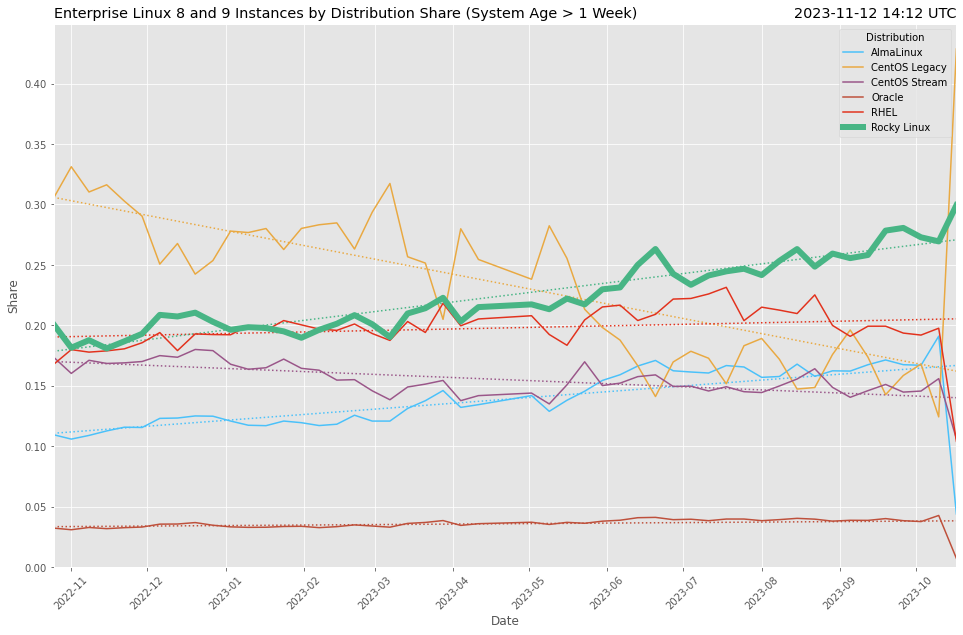 Enterprise Linux 8 and 9 Instances by Distribution Share (System Age > 1 Week)
2023-11-12 14:12 UTC
Distribution
AlmaLinux
CentOS Legacy
CentOS Stream
Oracle
RHEL
Rocky Linux
Share
0.40
0.35
0.30
0.25
0.20
0.15
0.10
0.05
0.00
2022-11
2022-12
2023-01
2023-02
2023-03
2023-04
2023-05
2023-06
2023-07
2023-08
2023-09
2023-10
Date